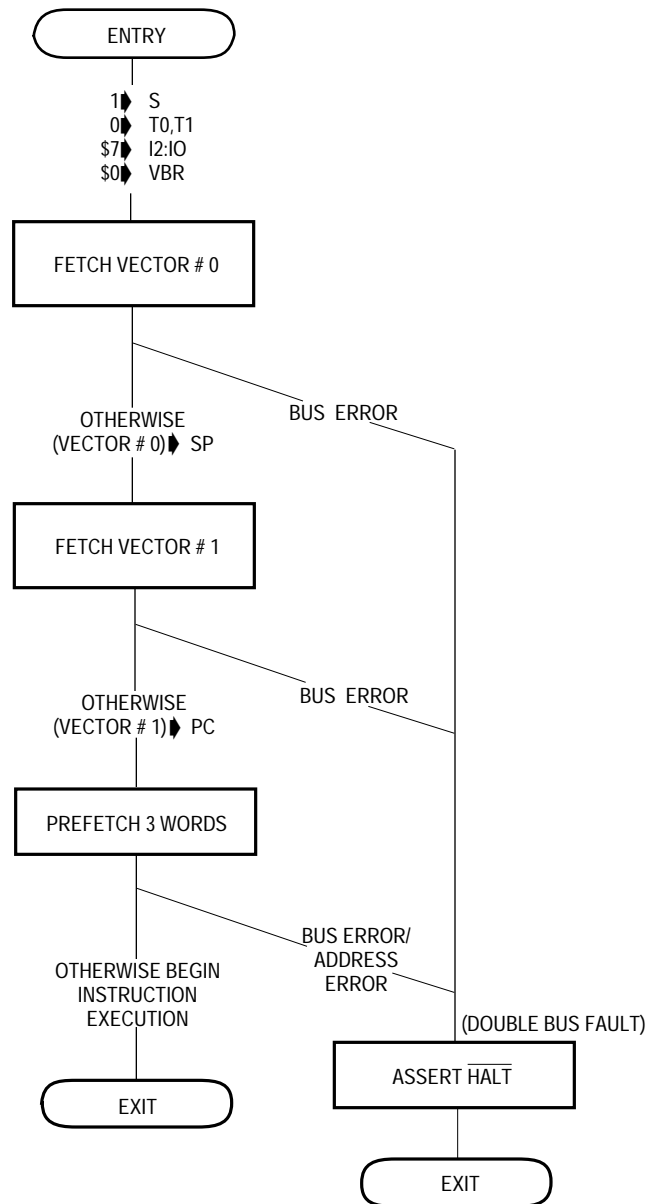 ENTRY
1 S
0 T0,T1
$7 I2:IO
$0 VBR
FETCH VECTOR # 0
BUS ERROR
OTHERWISE
(VECTOR # 0) SP
FETCH VECTOR # 1
BUS ERROR
OTHERWISE
(VECTOR # 1) PC
PREFETCH 3 WORDS
BUS ERROR/
ADDRESS
ERROR
OTHERWISE BEGIN
INSTRUCTION
EXECUTION
(DOUBLE BUS FAULT)
ASSERT HALT
EXIT
EXIT